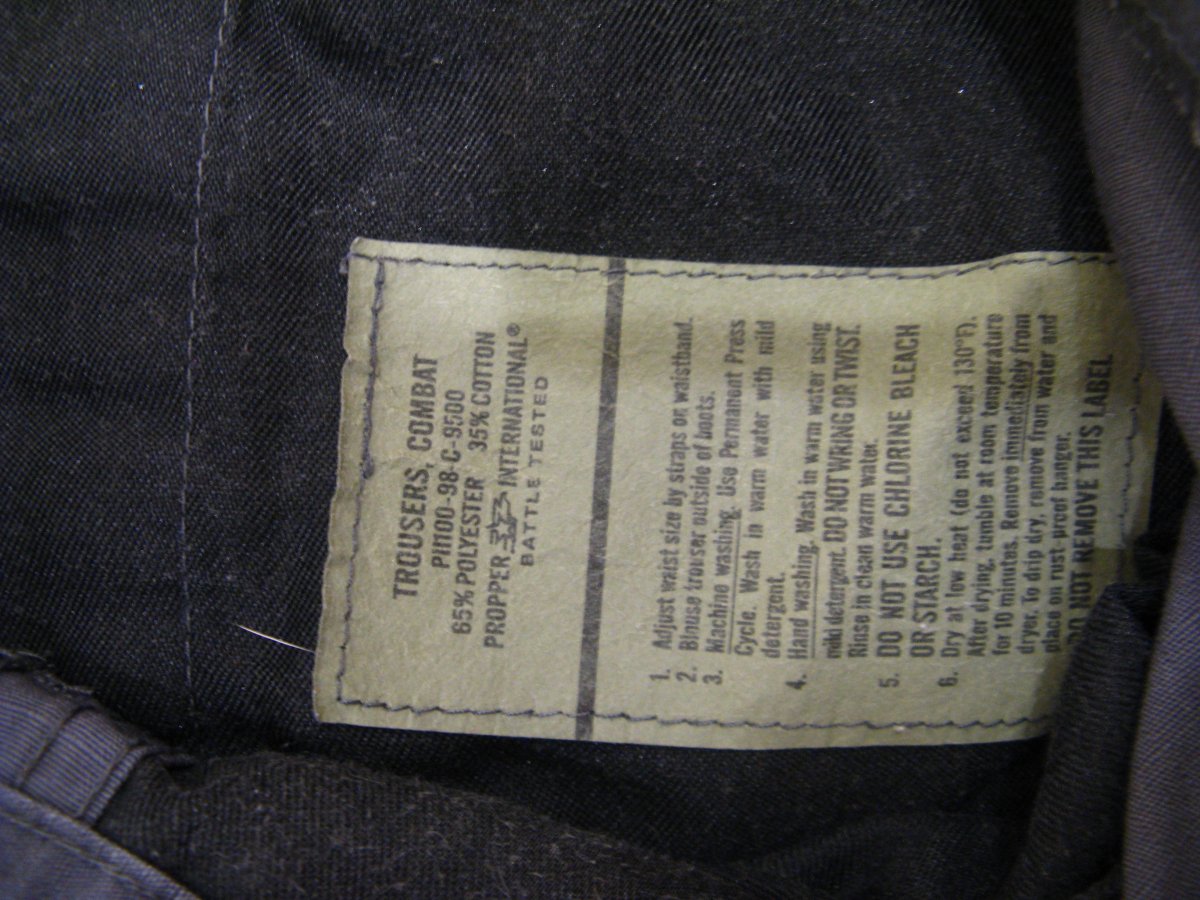 TROUSERS, COMBAT
PI100-98-C-9500
65% POLYESTER 35% COTTON
PROPPER INTERNATIONAL®
BATTLE TESTED
1. Adjust waist size by straps on waistband.
2. Blouse trouser outside of boots.
3. Machine washing. Use Permanent Press
Cycle. Wash in warm water with mild
detergent.
4. Hand washing. Wash in warm water using
mild detergent. DO NOT WRING OR TWIST.
Rinse in clean warm water.
5. DO NOT USE CHLORINE BLEACH
OR STARCH.
6. Dry at low heat (do not exceed 130°F).
After drying, tumble at room temperature
for 10 minutes. Remove immediately from
dryer. To drip dry, remove from water and
place on rust proof hanger.
DO NOT REMOVE THIS LABEL